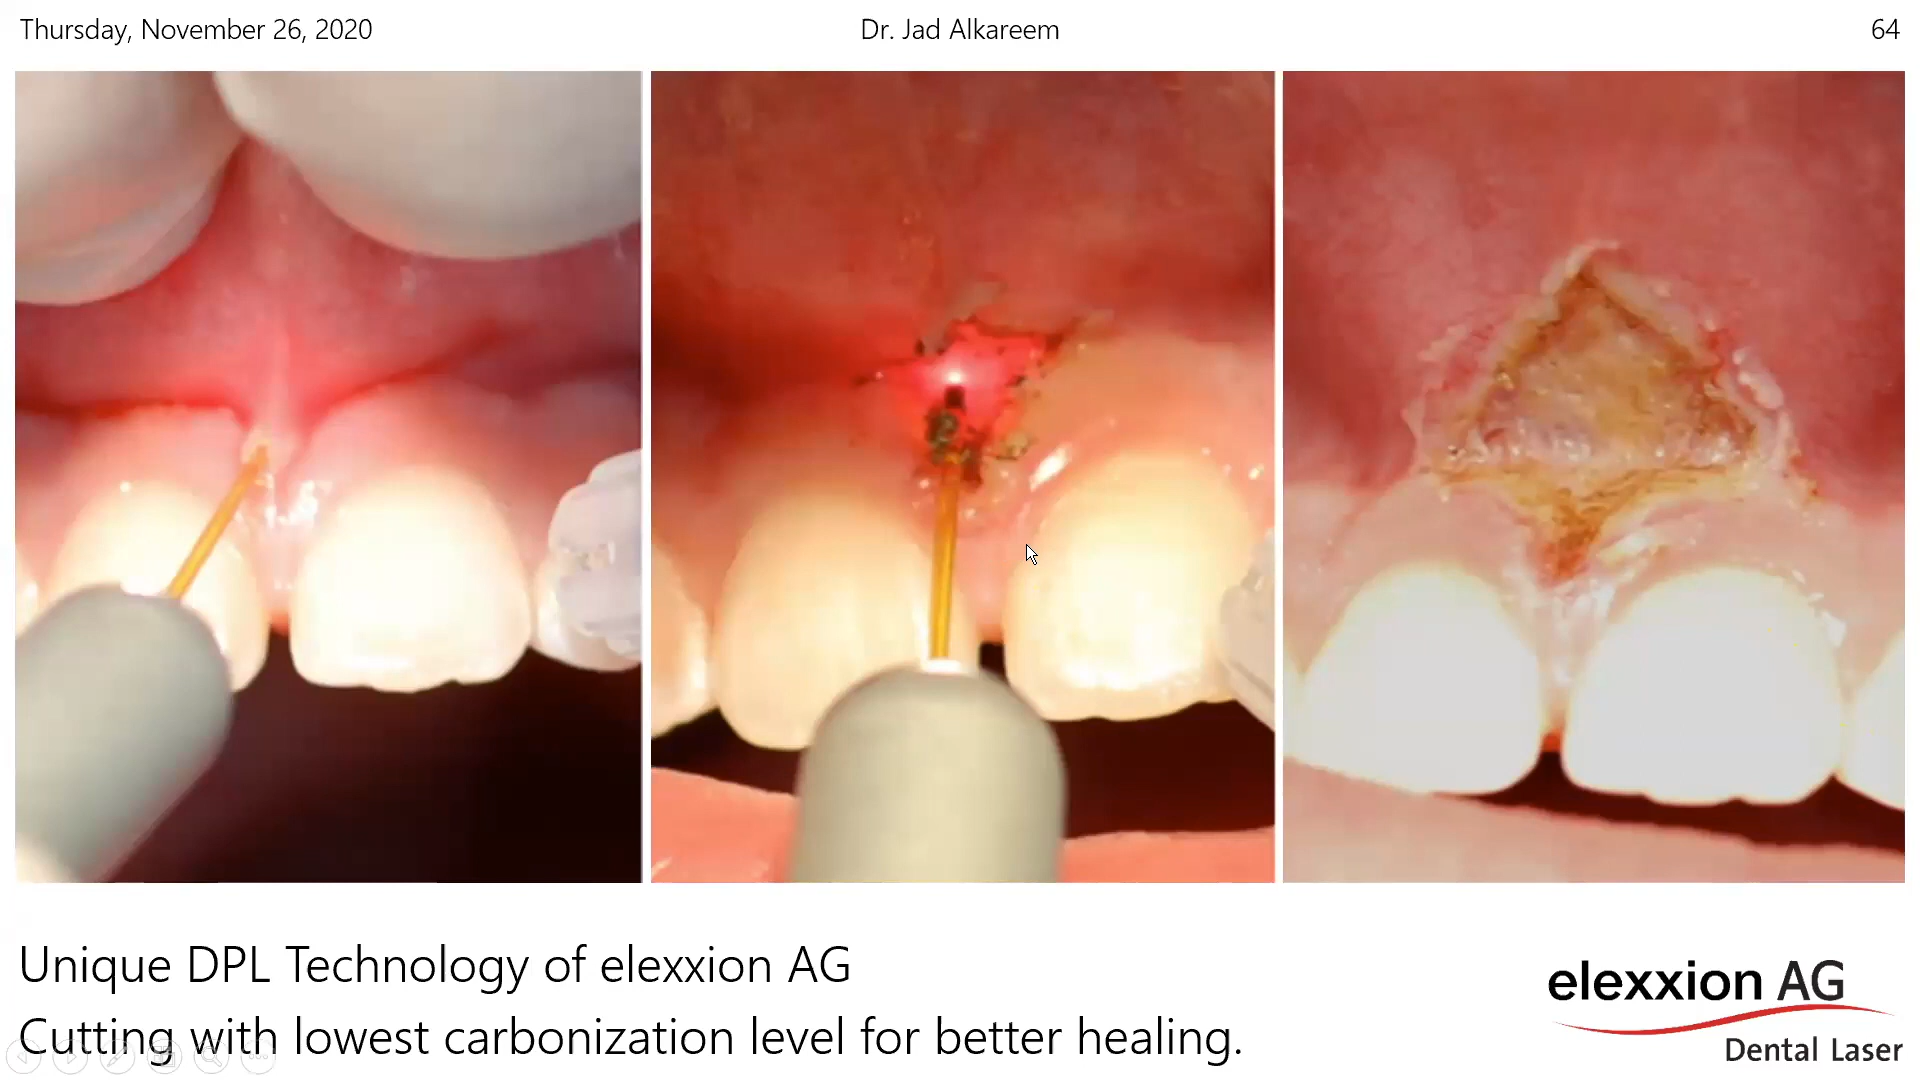 Thursday, November 26, 2020
Dr. Jad Alkareem
64
Unique DPL Technology of elexxion AG
Cutting with lowest carbonization level for better healing.
elexxion AG
Dental Laser